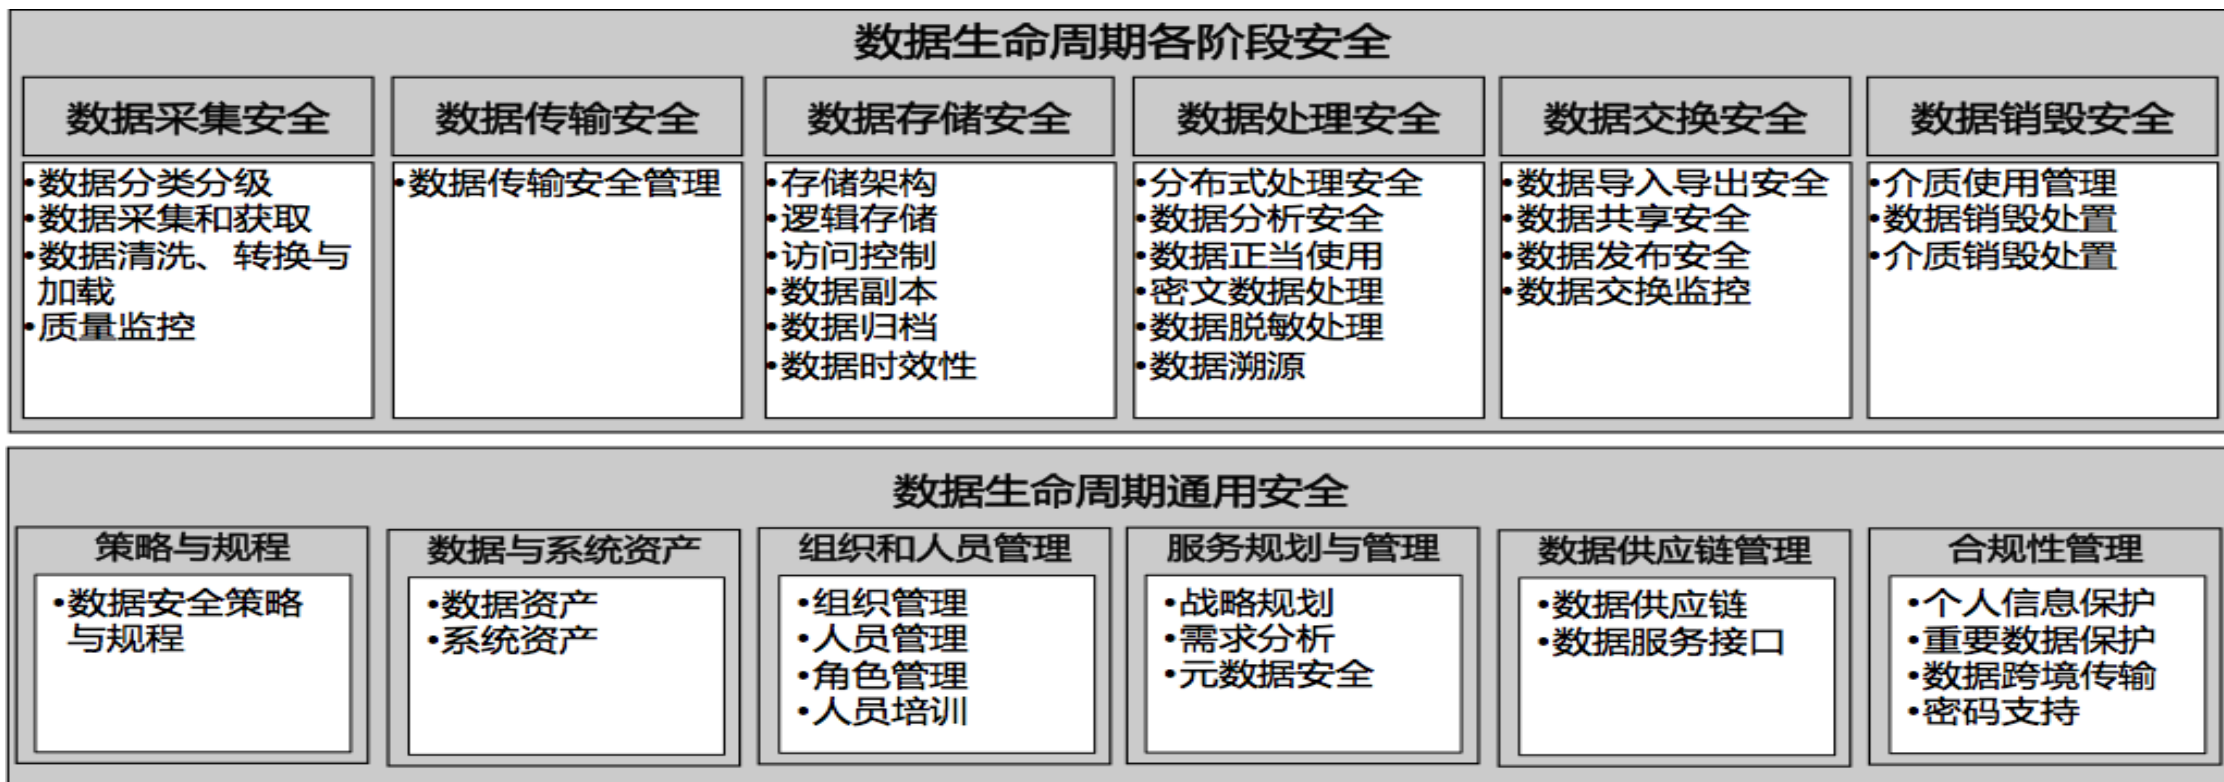 数据生命周期各阶段安全
数据采集安全
•数据分类分级
•数据采集和获取
•数据清洗、转换与
加载
•质量监控
数据传输安全
•数据传输安全管理
数据存储安全
•存储架构
•逻辑存储
•访问控制
•数据副本
•数据归档
•数据时效性
数据处理安全
•分布式处理安全
•数据分析安全
•数据正当使用
•密文数据处理
•数据脱敏处理
•数据溯源
数据交换安全
•数据导入导出安全
•数据共享安全
•数据发布安全
•数据交换监控
数据销毁安全
•介质使用管理
•数据销毁处置
•介质销毁处置
数据生命周期通用安全
策略与规程
•数据安全策略
与规程
数据与系统资产
•数据资产
•系统资产
组织和人员管理
•组织管理
•人员管理
•角色管理
•人员培训
服务规划与管理
•战略规划
•需求分析
•元数据安全
数据供应链管理
•数据供应链
•数据服务接口
合规性管理
•个人信息保护
•重要数据保护
•数据跨境传输
•密码支持